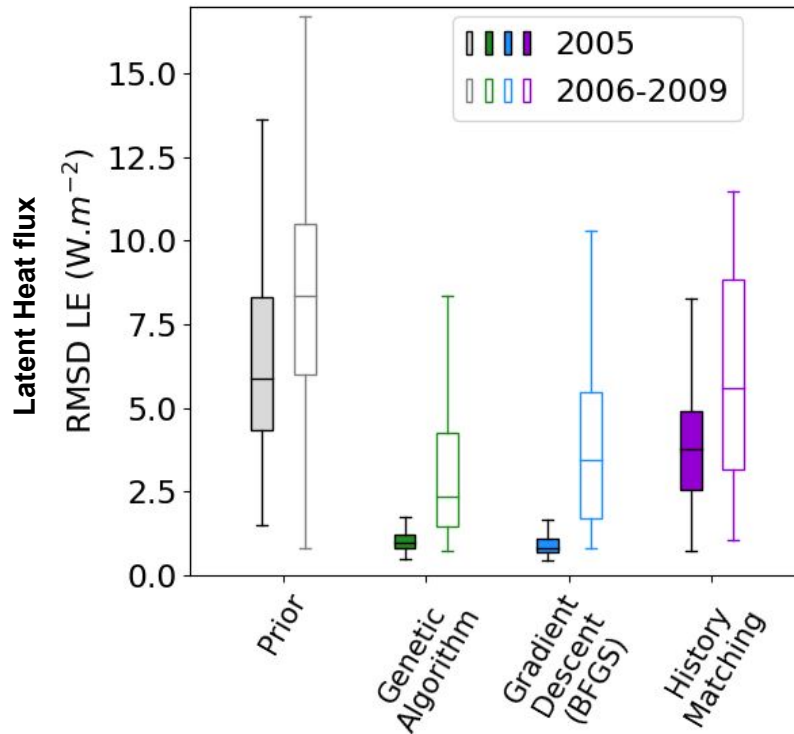 2005
2006-2009
Latent Heat flux
RMSD LE (W.m⁻²)
15.0
12.5
10.0
7.5
5.0
2.5
0.0
Prior
Genetic
Algorithm
Gradient
Descent
(BFGS)
History
Matching